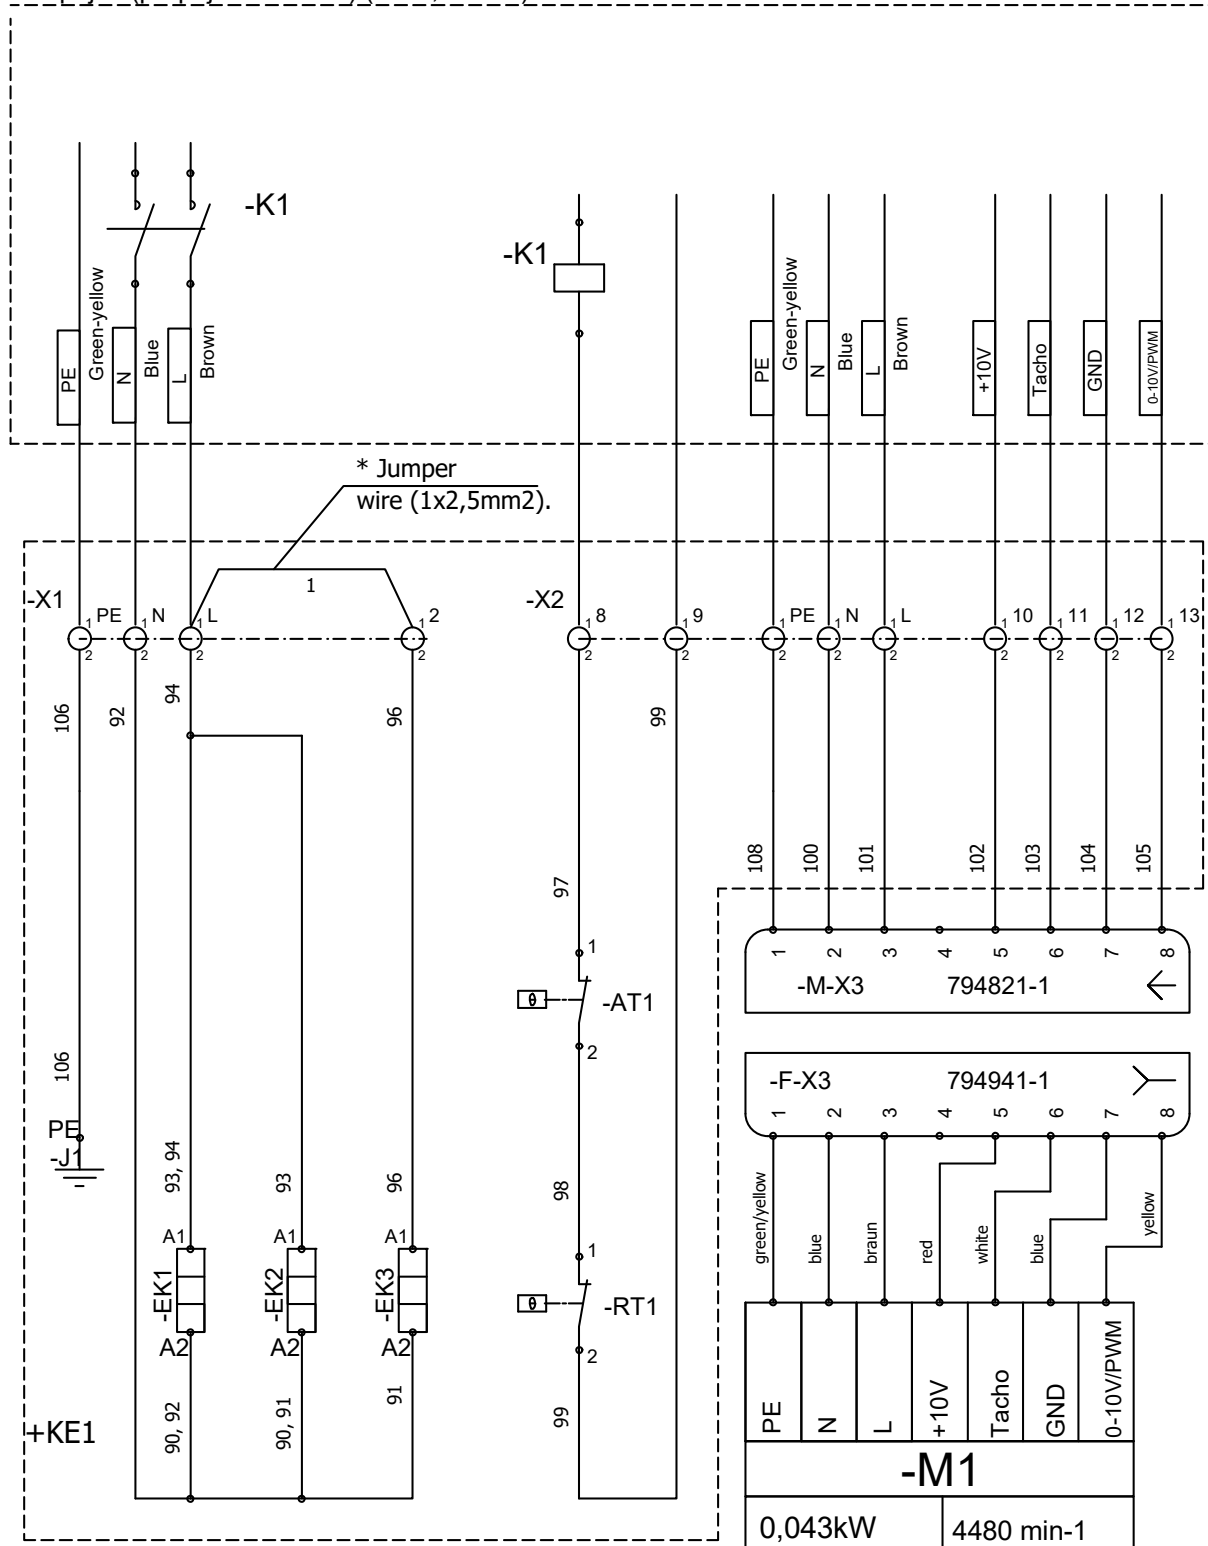 -K1
-K1
PE
Green-yellow
N
Blue
L
Brown
PE
Green-yellow
N
Blue
L
Brown
+10V
Tacho
GND
0-10V/PWM
* Jumper
wire (1x2,5mm2).
1
-X1
1 PE
1 N
1 L
1 2
2
2
2
2
-X2
1 8
1 9
1 PE
1 N
1 L
1 10
1 11
1 12
1 13
2
2
2
2
2
2
2
2
2
106
92
94
96
99
97
108
100
101
102
103
104
105
1
θ
-AT1
2
1 2 3 4 5 6 7 8
-M-X3 794821-1
-F-X3 794941-1
1 2 3 4 5 6 7 8
106
PE
-J1
93, 94
93
96
98
A1
A1
A1
-EK1
-EK2
-EK3
A2
A2
A2
1
θ
-RT1
2
green/yellow
blue
braun
red
white
blue
yellow
90, 92
90, 91
91
99
+KE1
PE
N
L
+10V
Tacho
GND
0-10V/PWM
-M1
0,043kW
4480 min-1